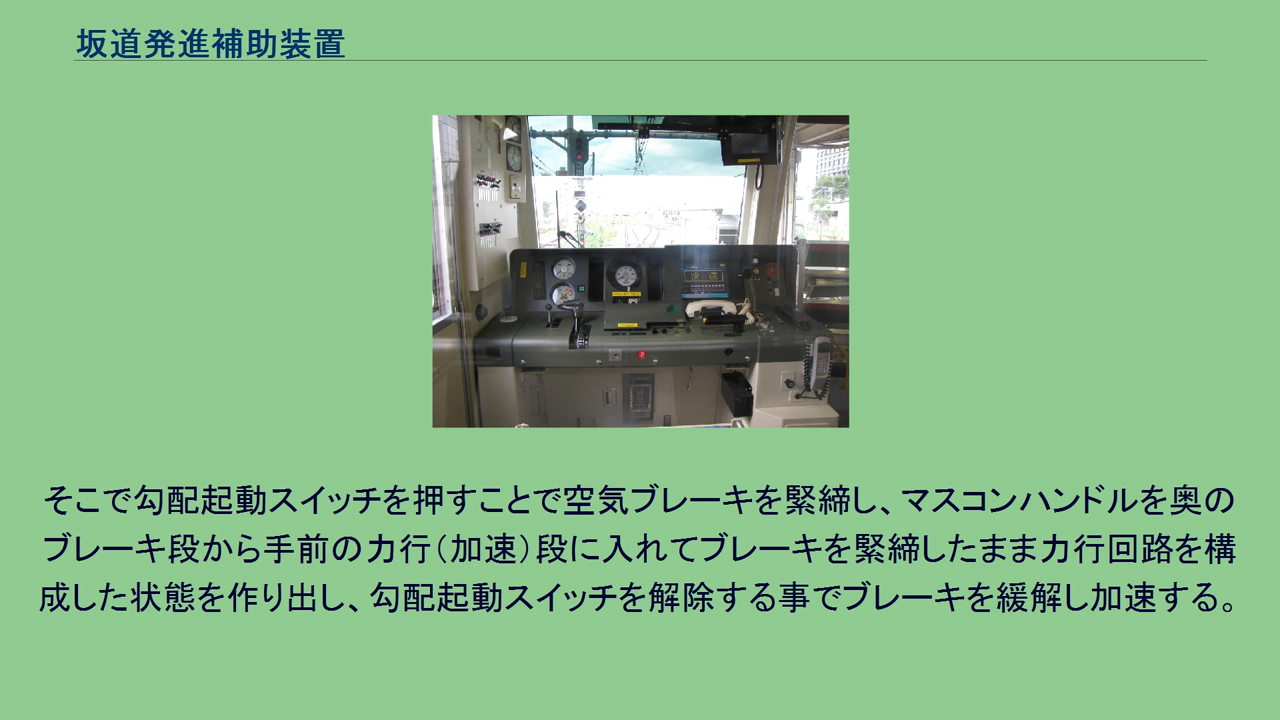 坂道発進補助装置
そこで勾配起動スイッチを押すことで空気ブレーキを緊締し、マスコンハンドルを奥の
ブレーキ段から手前の力行（加速）段に入れてブレーキを緊締したまま力行回路を構
成した状態を作り出し、勾配起動スイッチを解除する事でブレーキを緩解し加速する。